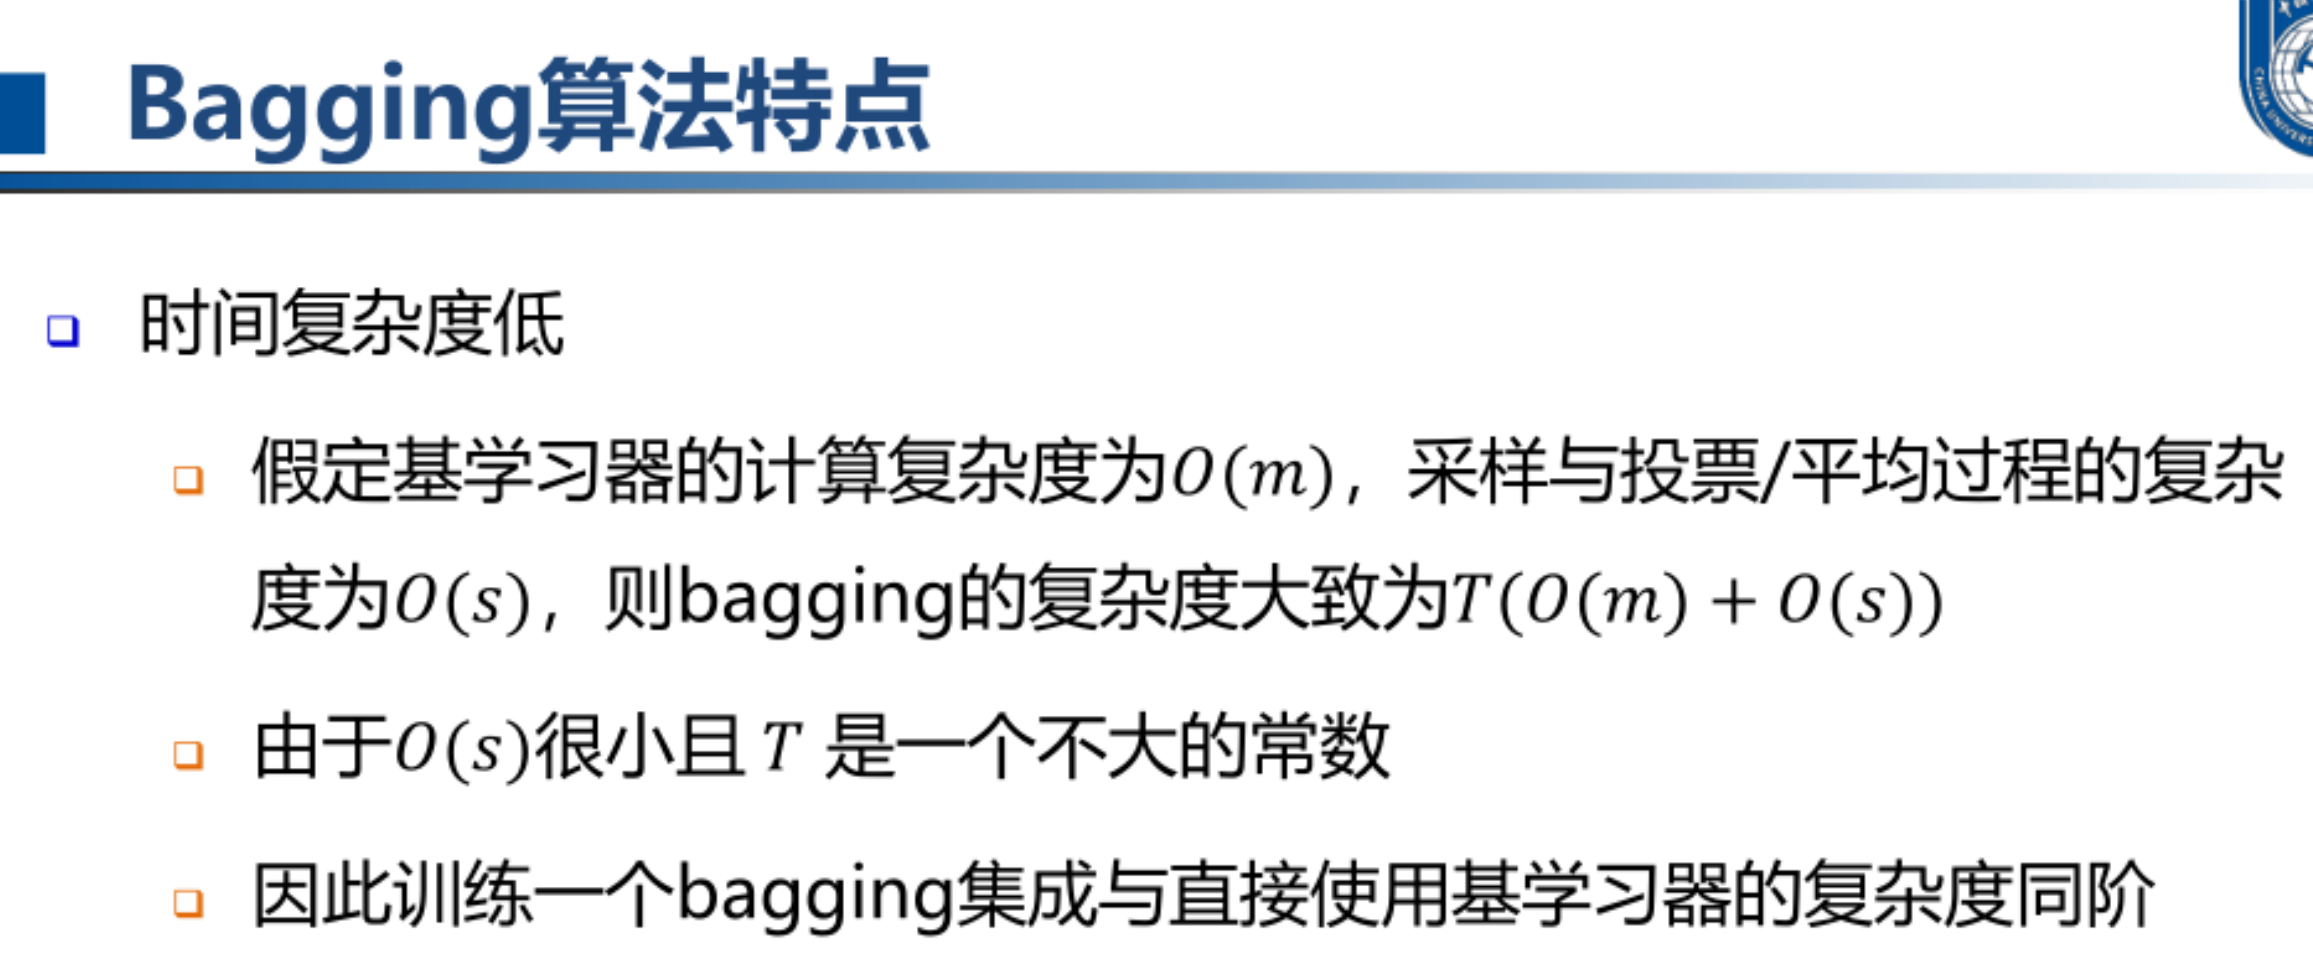 Bagging算法特点
时间复杂度低
假定基学习器的计算复杂度为O(m)，采样与投票/平均过程的复杂
度为O(s)，则bagging的复杂度大致为T(O(m) + O(s))
由于O(s)很小且 T 是一个不大的常数
因此训练一个bagging集成与直接使用基学习器的复杂度同阶